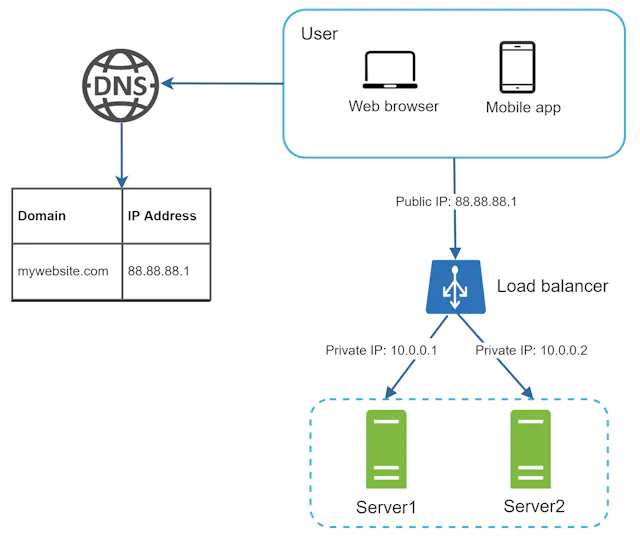 User
DNS
Web browser
Mobile app
Public IP: 88.88.88.1
Domain IP Address
mywebsite.com 88.88.88.1
Load balancer
Private IP: 10.0.0.1
Private IP: 10.0.0.2
Server1
Server2